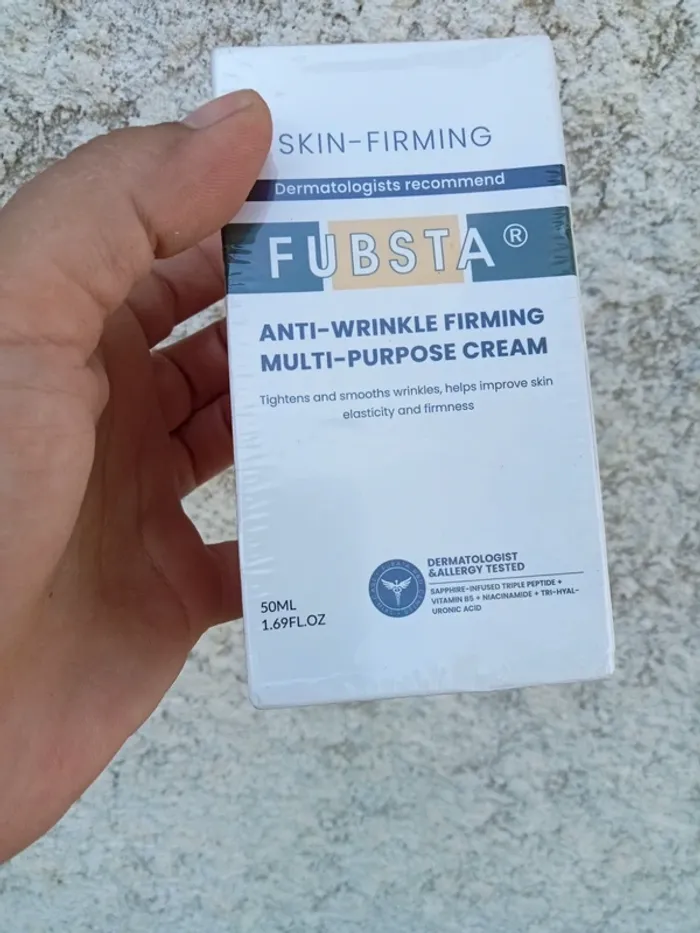 SKIN-FIRMING
Dermatologists recommend
FUBSTA®
ANTI-WRINKLE FIRMING
MULTI-PURPOSE CREAM
Tightens and smooths wrinkles, helps improve skin
elasticity and firmness
DERMATOLOGIST
&ALLERGY TESTED
SAPPHIRE-INFUSED TRIPLE PEPTIDE +
VITAMIN B5 + NIACINAMIDE + TRI-HYAL-
URONIC ACID
50ML
1.69FL.OZ